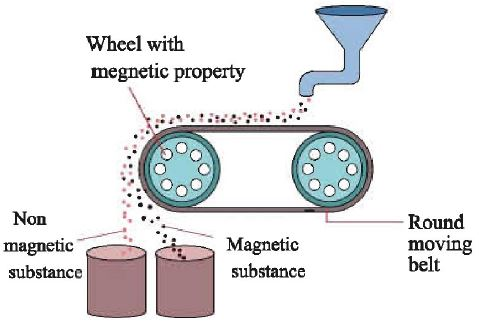 Wheel with
megnetic property
Non
magnetic
substance
Magnetic
substance
Round
moving
belt